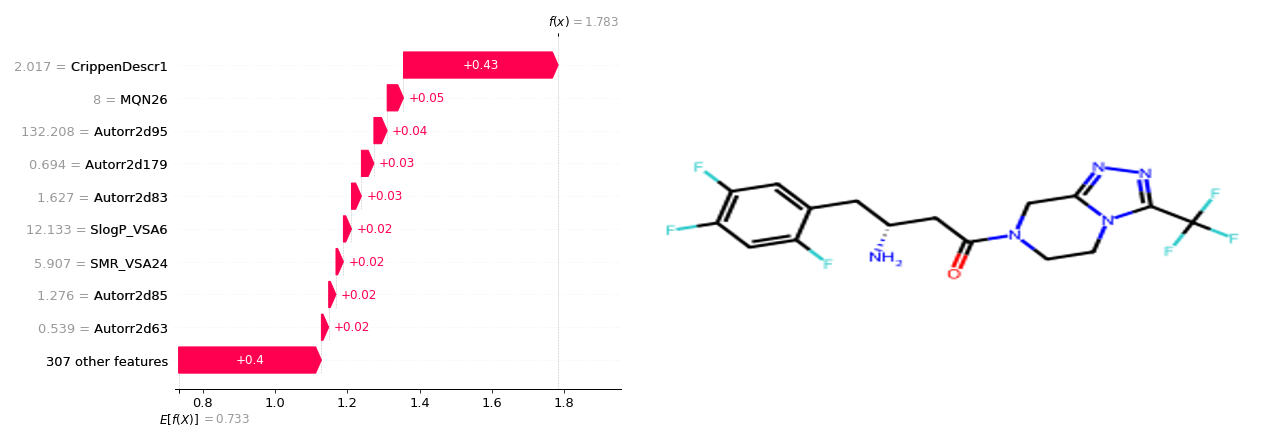 f(x) = 1.783
2.017 = CrippenDescr1
+0.43
8 = MQN26
+0.05
132.208 = Autorr2d95
+0.04
0.694 = Autorr2d179
+0.03
1.627 = Autorr2d83
+0.03
12.133 = SlogP_VSA6
+0.02
5.907 = SMR_VSA24
+0.02
1.276 = Autorr2d85
+0.02
0.539 = Autorr2d63
+0.02
307 other features
+0.4
0.8 1.0 1.2 1.4 1.6 1.8
E[f(X)] = 0.733
F
F
F
NH₂
O
N
N
N
N
F
F
F